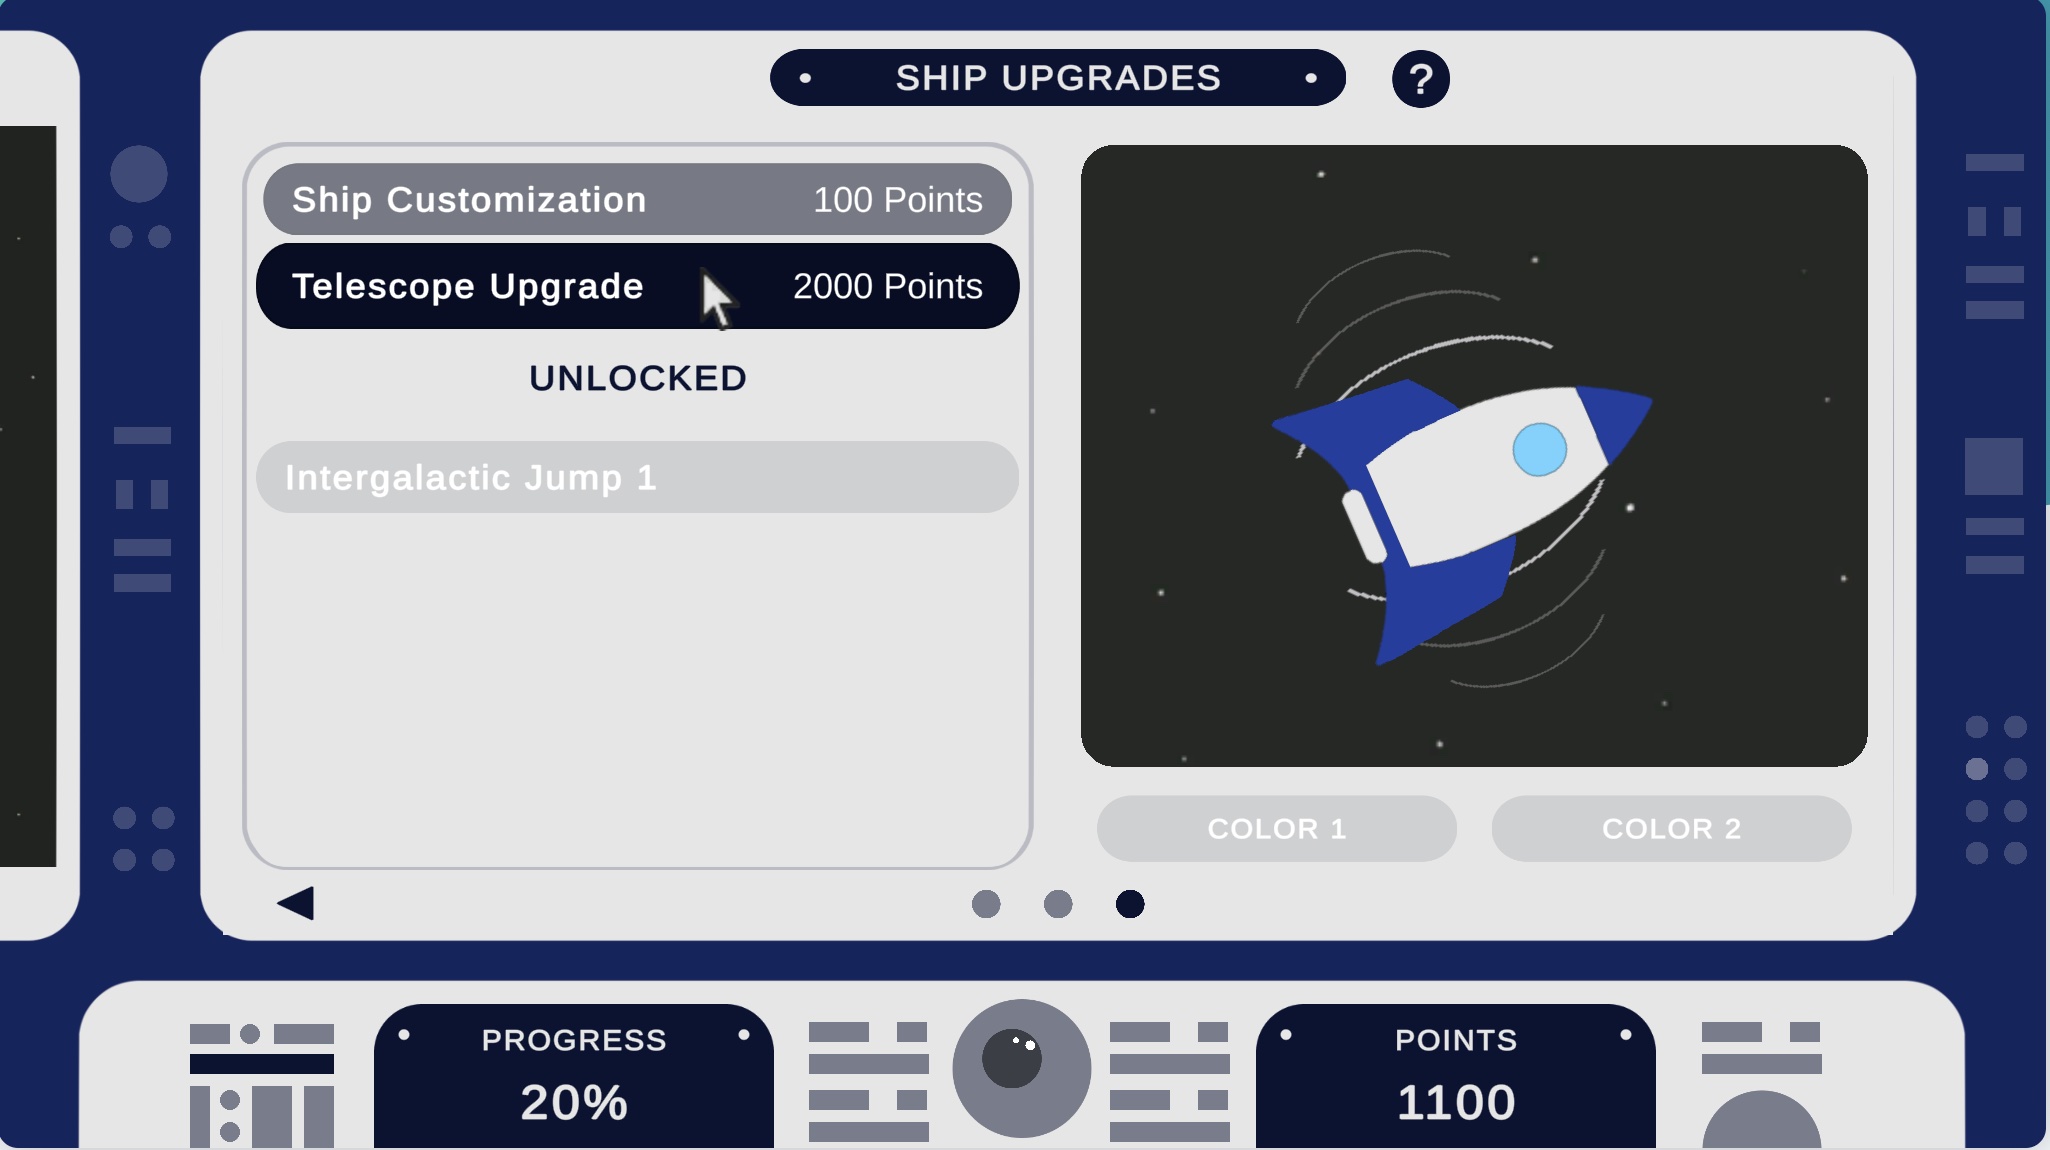 SHIP UPGRADES
?
Ship Customization 100 Points
Telescope Upgrade 2000 Points
UNLOCKED
Intergalactic Jump 1
COLOR 1
COLOR 2
PROGRESS
20%
POINTS
1100